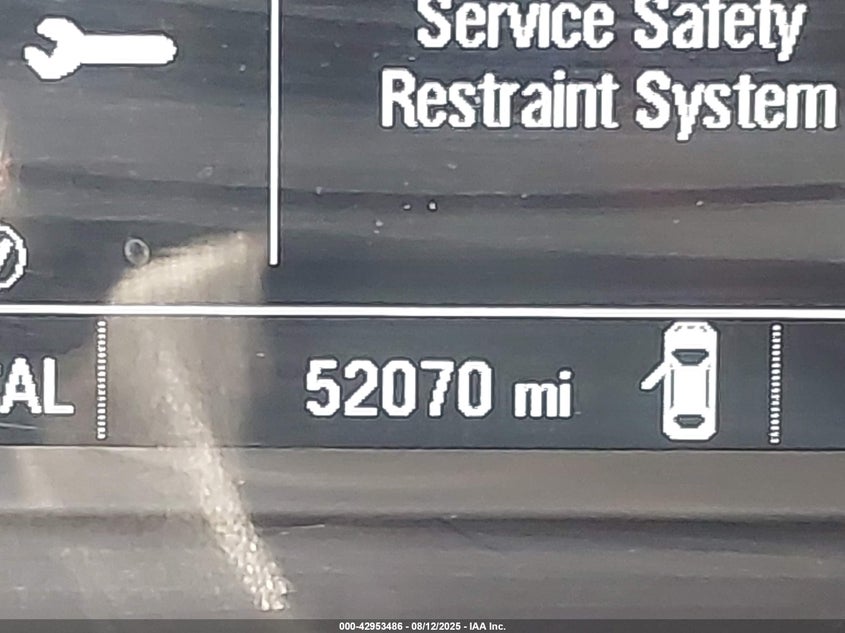 Service Safety
Restraint System
AL
52070 mi
000-42953486 - 08/12/2025 - IAA Inc.